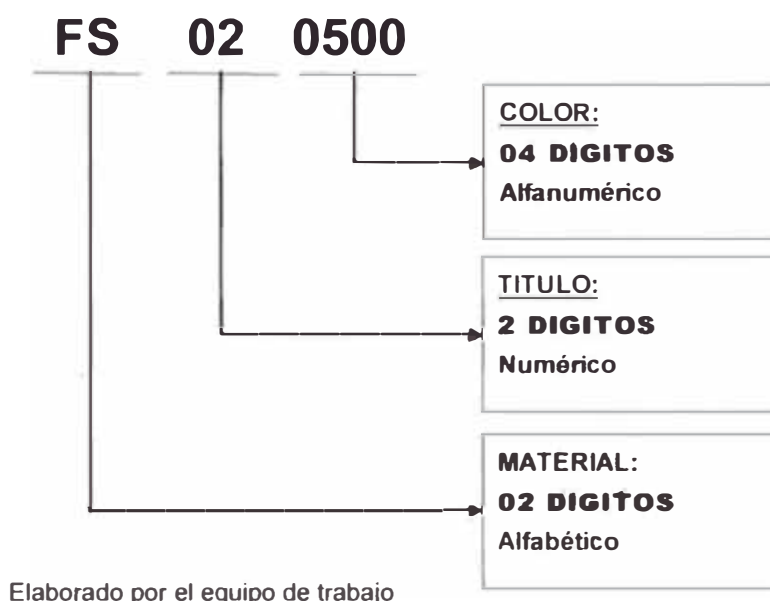 FS 02 0500
COLOR:
04 DIGITOS
Alfanumérico
TITULO:
2 DIGITOS
Numérico
MATERIAL:
02 DIGITOS
Alfabético
Elaborado por el equipo de trabajo